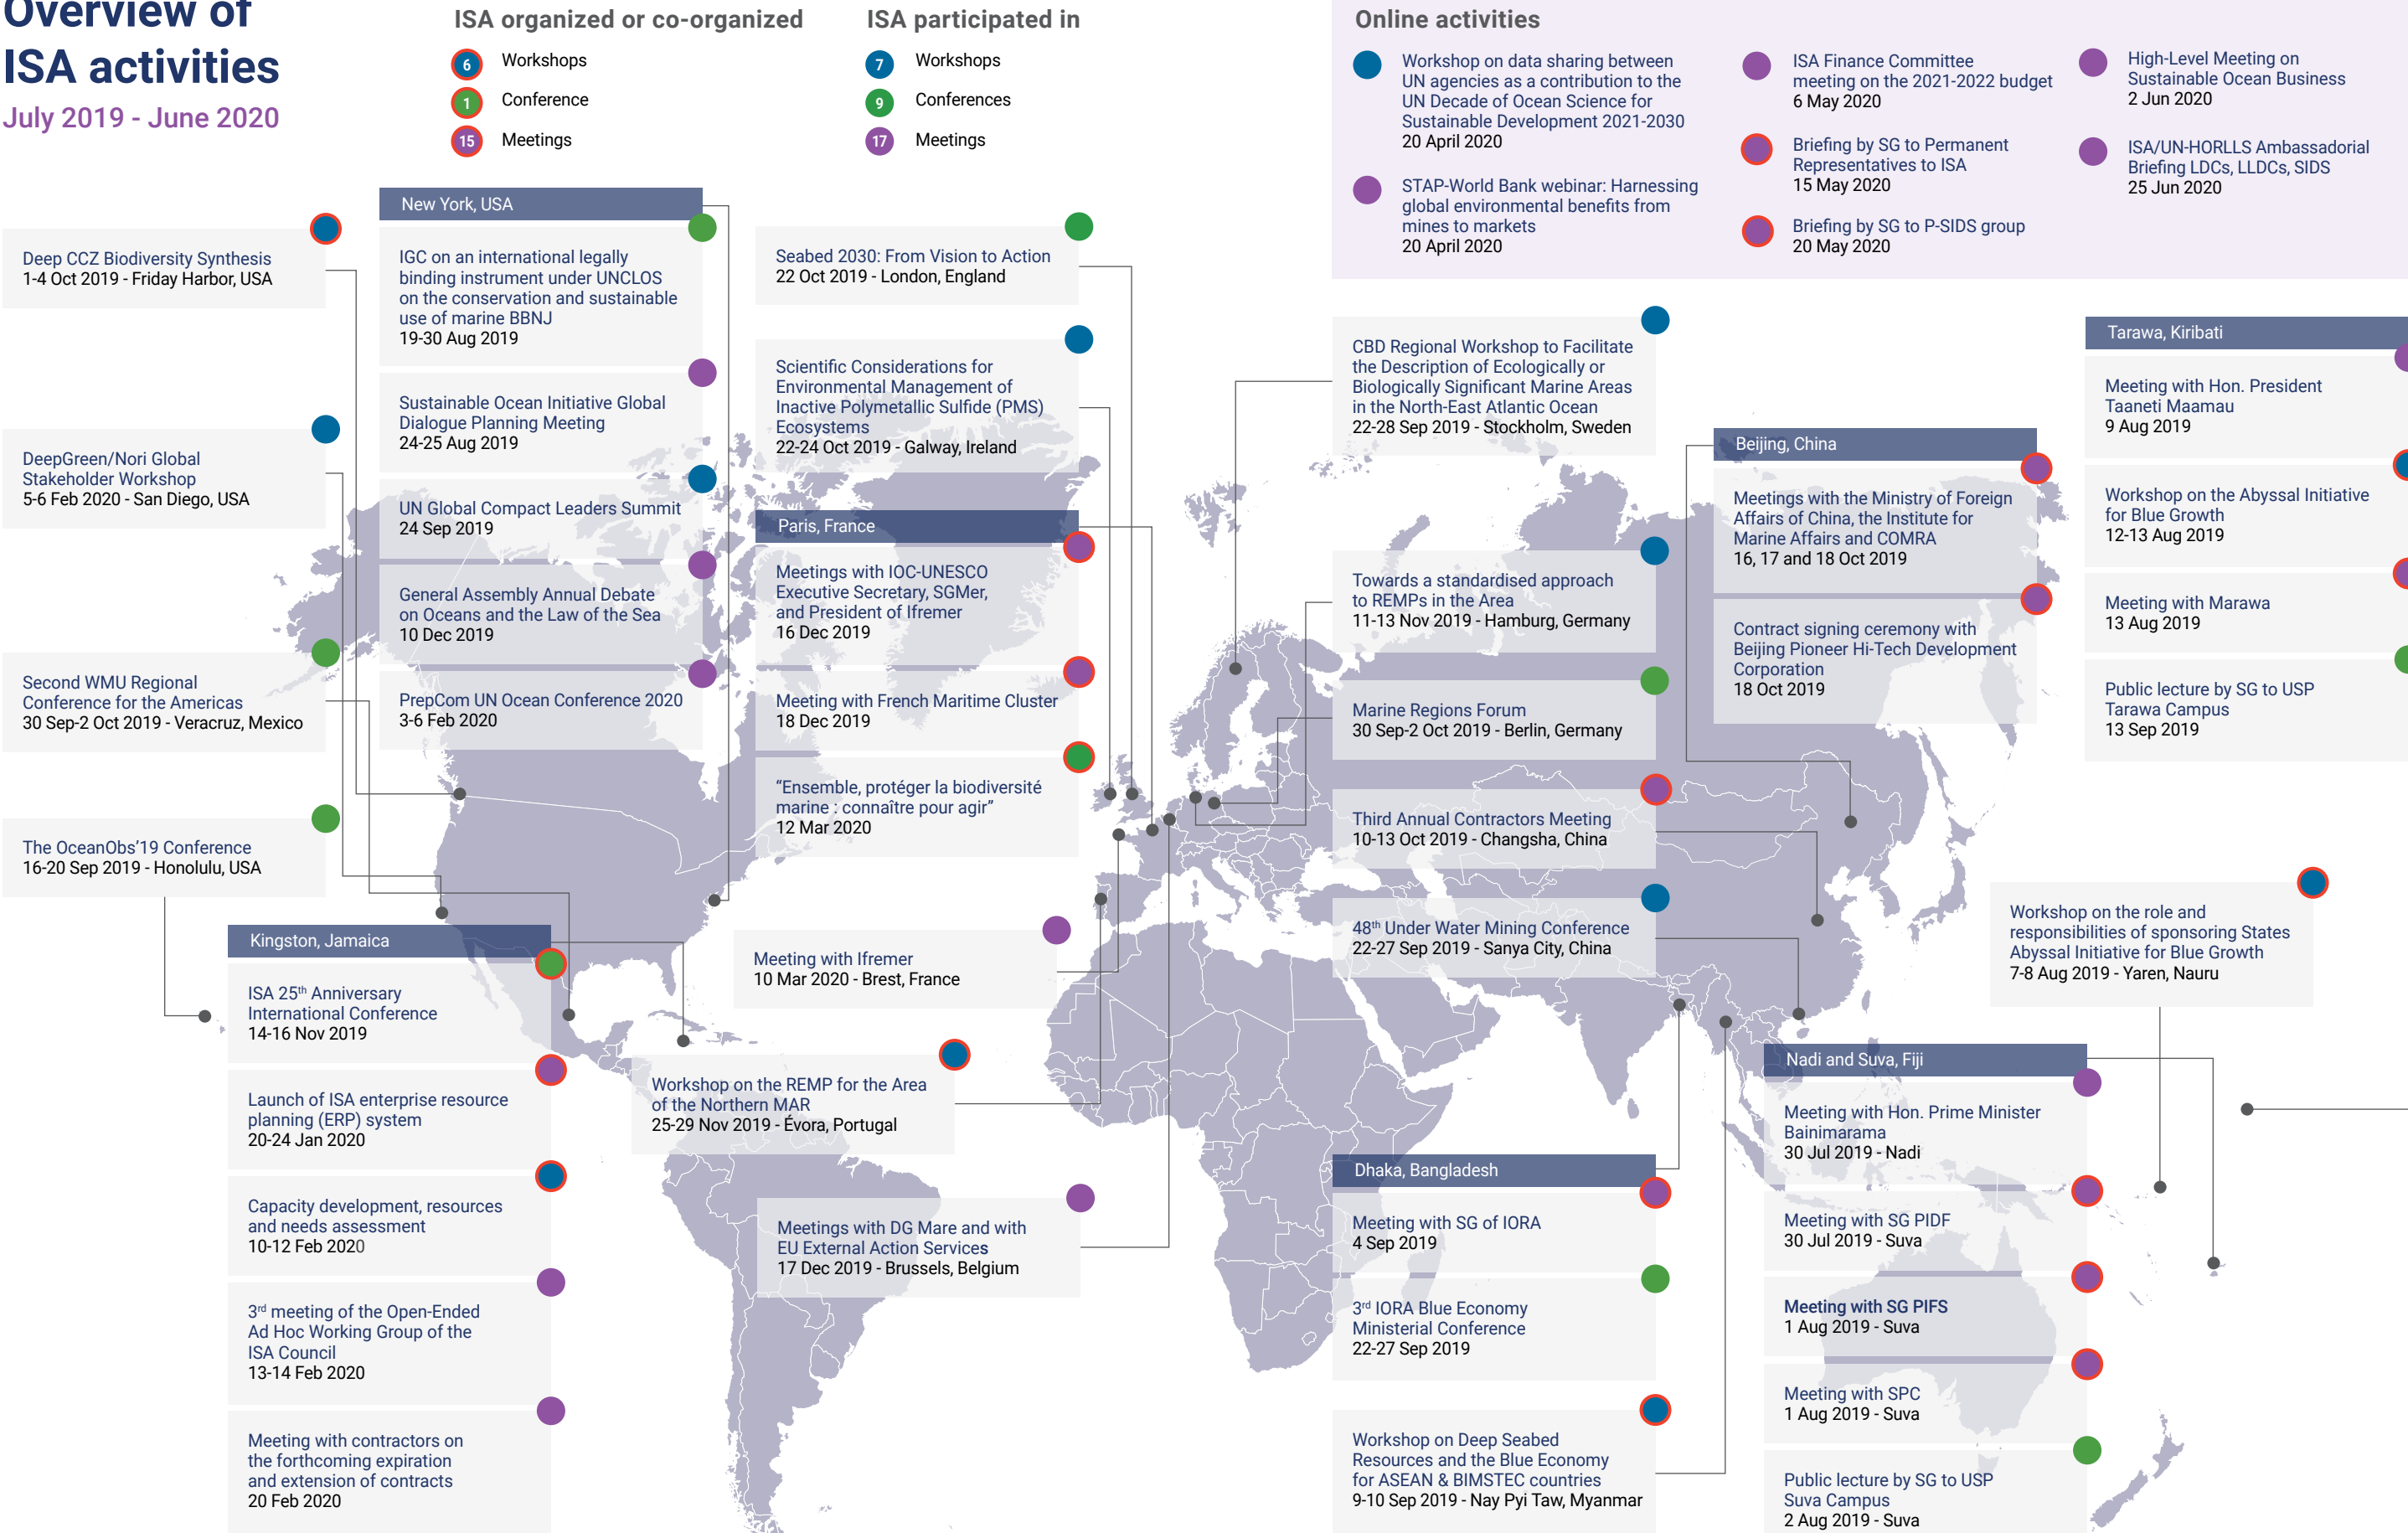 Overview of
ISA activities
July 2019 - June 2020
ISA organized or co-organized
6 Workshops
1 Conference
15 Meetings
ISA participated in
7 Workshops
9 Conferences
17 Meetings
Online activities
Workshop on data sharing between
UN agencies as a contribution to the
UN Decade of Ocean Science for
Sustainable Development 2021-2030
20 April 2020
STAP-World Bank webinar: Harnessing
global environmental benefits from
mines to markets
20 April 2020
ISA Finance Committee
meeting on the 2021-2022 budget
6 May 2020
Briefing by SG to Permanent
Representatives to ISA
15 May 2020
Briefing by SG to P-SIDS group
20 May 2020
High-Level Meeting on
Sustainable Ocean Business
2 Jun 2020
ISA/UN-HORLLS Ambassadorial
Briefing LDCs, LLDCs, SIDS
25 Jun 2020
Deep CCZ Biodiversity Synthesis
1-4 Oct 2019 - Friday Harbor, USA
DeepGreen/Nori Global
Stakeholder Workshop
5-6 Feb 2020 - San Diego, USA
Second WMU Regional
Conference for the Americas
30 Sep-2 Oct 2019 - Veracruz, Mexico
The OceanObs'19 Conference
16-20 Sep 2019 - Honolulu, USA
New York, USA
IGC on an international legally
binding instrument under UNCLOS
on the conservation and sustainable
use of marine BBNJ
19-30 Aug 2019
Sustainable Ocean Initiative Global
Dialogue Planning Meeting
24-25 Aug 2019
UN Global Compact Leaders Summit
24 Sep 2019
General Assembly Annual Debate
on Oceans and the Law of the Sea
10 Dec 2019
PrepCom UN Ocean Conference 2020
3-6 Feb 2020
Kingston, Jamaica
ISA 25th Anniversary
International Conference
14-16 Nov 2019
Launch of ISA enterprise resource
planning (ERP) system
20-24 Jan 2020
Capacity development, resources
and needs assessment
10-12 Feb 2020
3rd meeting of the Open-Ended
Ad Hoc Working Group of the
ISA Council
13-14 Feb 2020
Meeting with contractors on
the forthcoming expiration
and extension of contracts
20 Feb 2020
Seabed 2030: From Vision to Action
22 Oct 2019 - London, England
Scientific Considerations for
Environmental Management of
Inactive Polymetallic Sulfide (PMS)
Ecosystems
22-24 Oct 2019 - Galway, Ireland
Paris, France
Meetings with IOC-UNESCO
Executive Secretary, SGMer,
and President of Ifremer
16 Dec 2019
Meeting with French Maritime Cluster
18 Dec 2019
“Ensemble, protéger la biodiversité
marine : connaître pour agir”
12 Mar 2020
Meeting with Ifremer
10 Mar 2020 - Brest, France
Workshop on the REMP for the Area
of the Northern MAR
25-29 Nov 2019 - Évora, Portugal
Meetings with DG Mare and with
EU External Action Services
17 Dec 2019 - Brussels, Belgium
CBD Regional Workshop to Facilitate
the Description of Ecologically or
Biologically Significant Marine Areas
in the North-East Atlantic Ocean
22-28 Sep 2019 - Stockholm, Sweden
Towards a standardised approach
to REMPs in the Area
11-13 Nov 2019 - Hamburg, Germany
Marine Regions Forum
30 Sep-2 Oct 2019 - Berlin, Germany
Third Annual Contractors Meeting
10-13 Oct 2019 - Changsha, China
48th Under Water Mining Conference
22-27 Sep 2019 - Sanya City, China
Dhaka, Bangladesh
Meeting with SG of IORA
4 Sep 2019
3rd IORA Blue Economy
Ministerial Conference
22-27 Sep 2019
Workshop on Deep Seabed
Resources and the Blue Economy
for ASEAN & BIMSTEC countries
9-10 Sep 2019 - Nay Pyi Taw, Myanmar
Beijing, China
Meetings with the Ministry of Foreign
Affairs of China, the Institute for
Marine Affairs and COMRA
16, 17 and 18 Oct 2019
Contract signing ceremony with
Beijing Pioneer Hi-Tech Development
Corporation
18 Oct 2019
Nadi and Suva, Fiji
Meeting with Hon. Prime Minister
Bainimarama
30 Jul 2019 - Nadi
Meeting with SG PIDF
30 Jul 2019 - Suva
Meeting with SG PIFS
1 Aug 2019 - Suva
Meeting with SPC
1 Aug 2019 - Suva
Public lecture by SG to USP
Suva Campus
2 Aug 2019 - Suva
Tarawa, Kiribati
Meeting with Hon. President
Taaneti Maamau
9 Aug 2019
Workshop on the Abyssal Initiative
for Blue Growth
12-13 Aug 2019
Meeting with Marawa
13 Aug 2019
Public lecture by SG to USP
Tarawa Campus
13 Sep 2019
Workshop on the role and
responsibilities of sponsoring States
Abyssal Initiative for Blue Growth
7-8 Aug 2019 - Yaren, Nauru